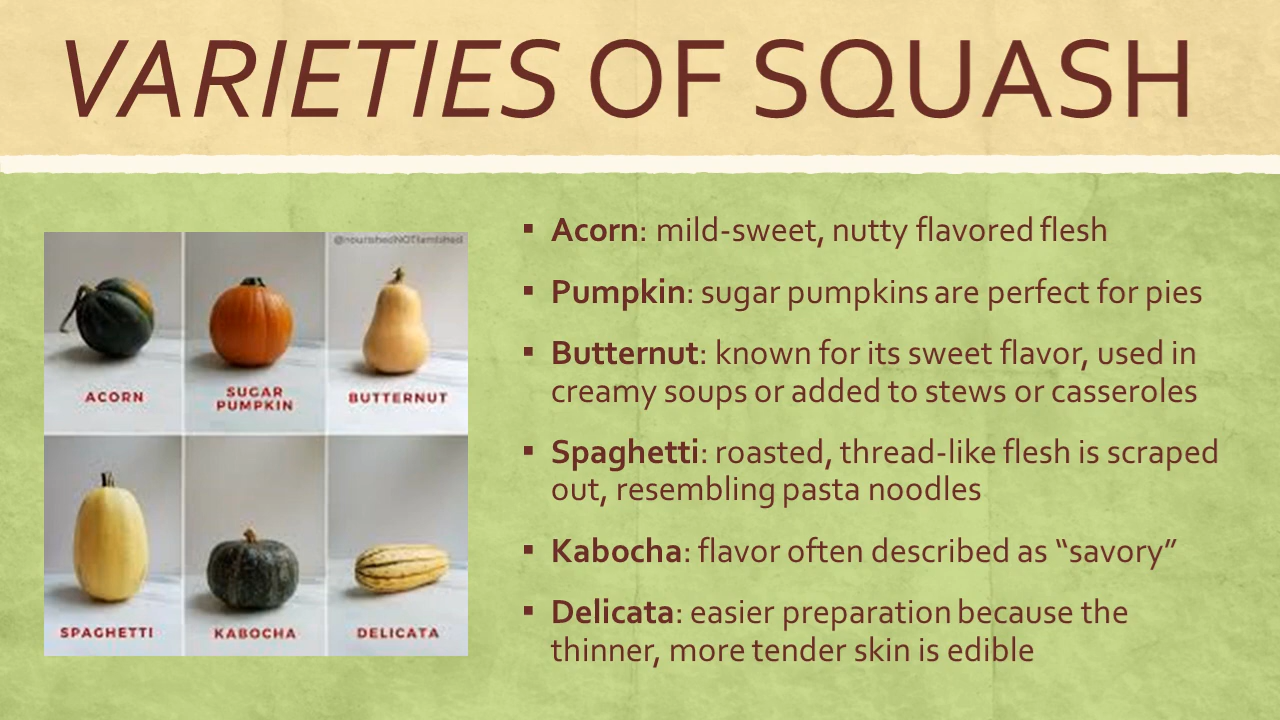 VARIETIES OF SQUASH
@nourishedNOTfamished
ACORN
SUGAR
PUMPKIN
BUTTERNUT
SPAGHETTI
KABOCHA
DELICATA
▪ Acorn: mild-sweet, nutty flavored flesh
▪ Pumpkin: sugar pumpkins are perfect for pies
▪ Butternut: known for its sweet flavor, used in
creamy soups or added to stews or casseroles
▪ Spaghetti: roasted, thread-like flesh is scraped
out, resembling pasta noodles
▪ Kabocha: flavor often described as “savory”
▪ Delicata: easier preparation because the
thinner, more tender skin is edible